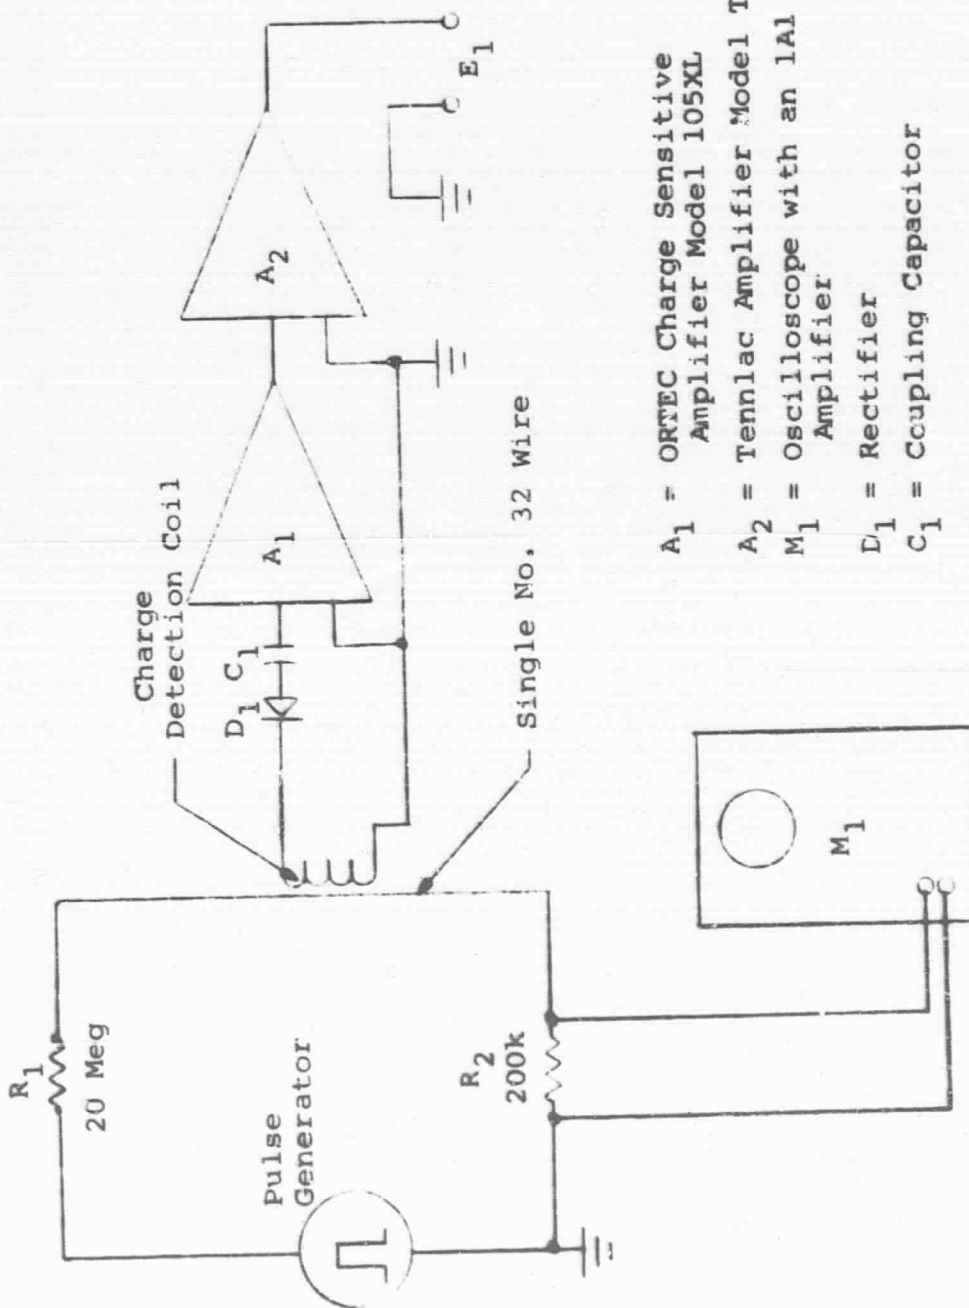 R1
20 Meg
Pulse
Generator
R2
200k
Charge
Detection Coil
D1 C1
A1
A2
E1
Single No. 32 Wire
M1
A1 = ORTEC Charge Sensitive
Amplifier Model 105XL
A2 = Tennlac Amplifier Model
M1 = Oscilloscope with an 1A1
Amplifier
D1 = Rectifier
C1 = Coupling Capacitor